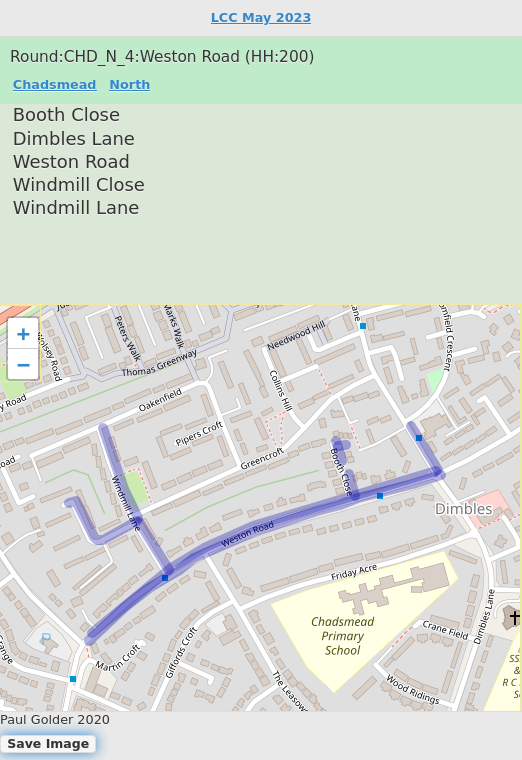 LCC May 2023
Round:CHD_N_4:Weston Road (HH:200)
Chadsmead North
Booth Close
Dimbles Lane
Weston Road
Windmill Close
Windmill Lane
+
−
Peters Walk
Marks Walk
Thomas Greenway
Needwood Hill
Oakenfield
Collins Hill
Pipers Croft
Greencroft
Booth Close
Windmill Lane
Weston Road
Dimbles
Friday Acre
Chadsmead
Primary
School
Crane Field
Dimbles Lane
Giffords Croft
Martin Croft
Wood Ridings
Paul Golder 2020
Save Image